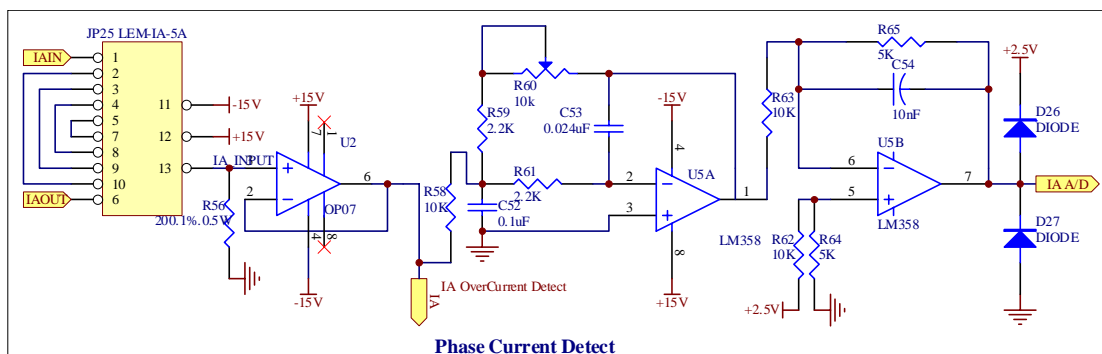 JP25 LEM-IA-5A
IAIN
1
2
3
4
5
7
8
9
10
6
11
12
13
IAOUT
-15V
+15V
IA_INPUT
R56
200.1%.0.5W
+15V
7
1
U2
3
2
6
OP07
4
8
-15V
R58
10K
IA
IA OverCurrent Detect
R60
10k
R59
2.2K
C53
0.024uF
R61
2.2K
C52
0.1uF
-15V
4
2
3
U5A
1
8
+15V
LM358
R63
10K
R65
5K
C54
10nF
U5B
6
5
7
LM358
R62
10K
R64
5K
+2.5V
+2.5V
D26
DIODE
IA A/D
D27
DIODE
Phase Current Detect